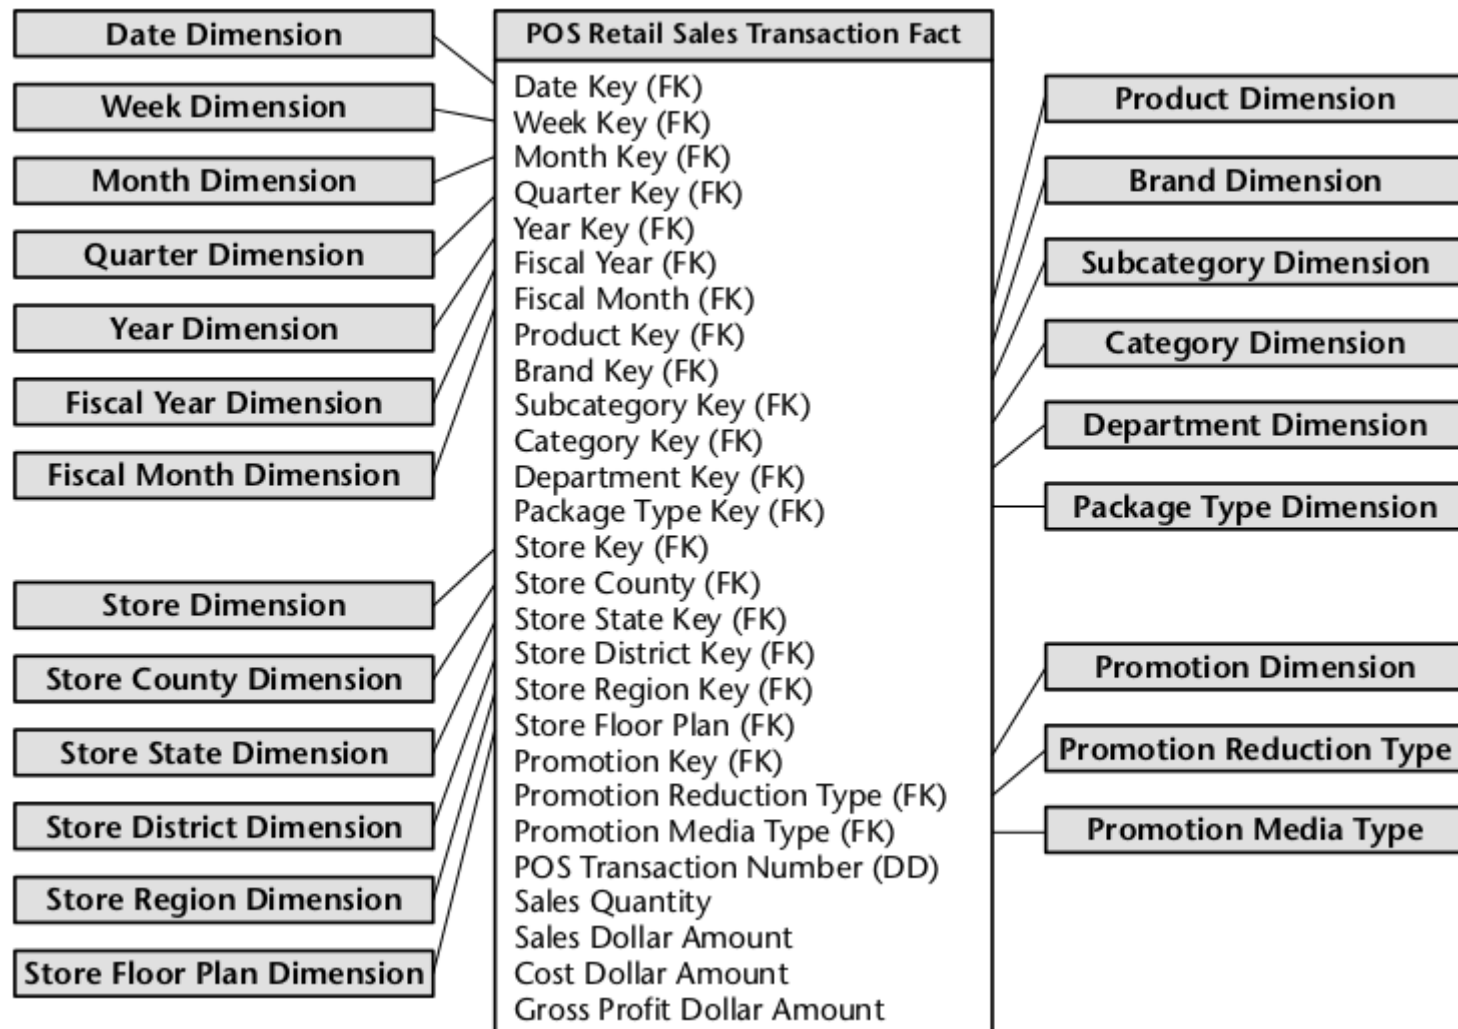 Date Dimension
Week Dimension
Month Dimension
Quarter Dimension
Year Dimension
Fiscal Year Dimension
Fiscal Month Dimension
Store Dimension
Store County Dimension
Store State Dimension
Store District Dimension
Store Region Dimension
Store Floor Plan Dimension
POS Retail Sales Transaction Fact
Date Key (FK)
Week Key (FK)
Month Key (FK)
Quarter Key (FK)
Year Key (FK)
Fiscal Year (FK)
Fiscal Month (FK)
Product Key (FK)
Brand Key (FK)
Subcategory Key (FK)
Category Key (FK)
Department Key (FK)
Package Type Key (FK)
Store Key (FK)
Store County (FK)
Store State Key (FK)
Store District Key (FK)
Store Region Key (FK)
Store Floor Plan (FK)
Promotion Key (FK)
Promotion Reduction Type (FK)
Promotion Media Type (FK)
POS Transaction Number (DD)
Sales Quantity
Sales Dollar Amount
Cost Dollar Amount
Gross Profit Dollar Amount
Product Dimension
Brand Dimension
Subcategory Dimension
Category Dimension
Department Dimension
Package Type Dimension
Promotion Dimension
Promotion Reduction Type
Promotion Media Type